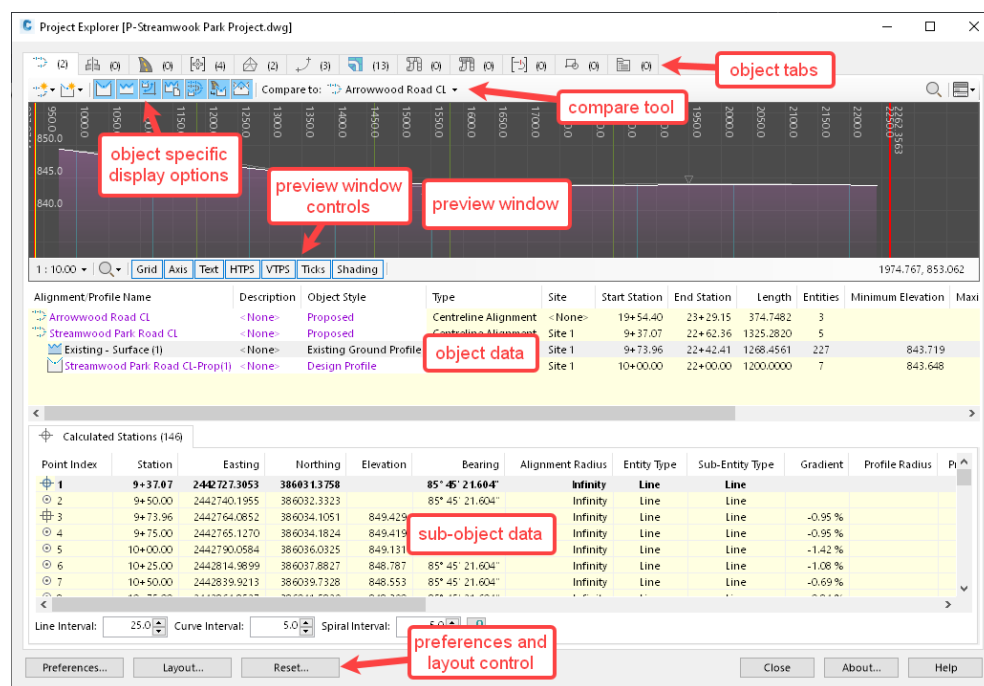 Project Explorer [P-Streamwook Park Project.dwg]
(2) (0) (0) (4) (2) (3) (13) (0) (0) (0) (0) (0)
object tabs
Compare to: Arrowwood Road CL
compare tool
950.0 1000.0 1050.0 1150.0 1200.0 1250.0 1300.0 1350.0 1400.0 1450.0 1500.0 1550.0 1600.0 1650.0 1700.0 1950.0 2000.0 2050.0 2100.0 2150.0 2200.0 2250.0 2262.3563
850.0
845.0
840.0
object specific
display options
preview window
controls
preview window
1 : 10.00 Grid Axis Text HTPS VTPS Ticks Shading 1974.767, 853.062
Alignment/Profile Name Description Object Style Type Site Start Station End Station Length Entities Minimum Elevation Maxi
Arrowwood Road CL <None> Proposed Centreline Alignment <None> 19+54.40 23+29.15 374.7482 3
Streamwood Park Road CL <None> Proposed Centreline Alignment Site 1 9+37.07 22+62.36 1325.2820 5
Existing - Surface (1) <None> Existing Ground Profile Site 1 9+73.96 22+42.41 1268.4561 227 843.719
Streamwood Park Road CL-Prop(1) <None> Design Profile Site 1 10+00.00 22+00.00 1200.0000 7 843.648
object data
Calculated Stations (146)
Point Index Station Easting Northing Elevation Bearing Alignment Radius Entity Type Sub-Entity Type Gradient Profile Radius
1 9+37.07 2442727.3053 386031.3758 85° 45' 21.604" Infinity Line Line
2 9+50.00 2442740.1955 386032.3323 85° 45' 21.604" Infinity Line Line
3 9+73.96 2442764.0852 386034.1051 849.429 Infinity Line Line -0.95 %
4 9+75.00 2442765.1270 386034.1824 849.419 Infinity Line Line -0.95 %
5 10+00.00 2442790.0584 386036.0325 849.131 Infinity Line Line -1.42 %
6 10+25.00 2442814.9899 386037.8827 848.787 85° 45' 21.604" Infinity Line Line -1.08 %
7 10+50.00 2442839.9213 386039.7328 848.553 85° 45' 21.604" Infinity Line Line -0.69 %
sub-object data
Line Interval: 25.0 Curve Interval: 5.0 Spiral Interval: 5.0
preferences and
layout control
Preferences... Layout... Reset... Close About... Help